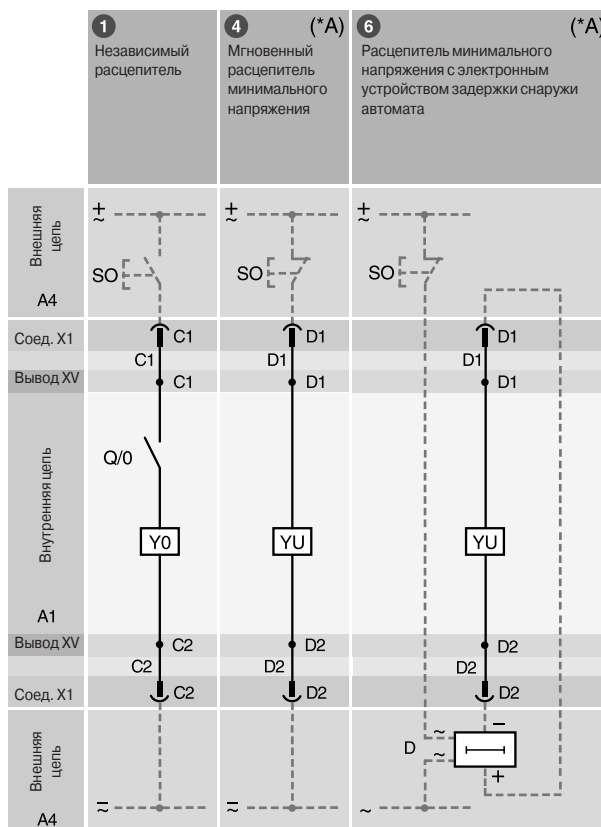 1
Независимый
расцепитель
4 (*A)
Мгновенный
расцепитель
минимального
напряжения
6 (*A)
Расцепитель минимального
напряжения с электронным
устройством задержки снаружи
автомата
Внешняя
цепь
A4
± ~
SO
± ~
SO
± ~
SO
Соед. X1
C1
D1
D1
C1
D1
D1
Вывод XV
C1
D1
D1
Внутренняя цепь
A1
Q/0
Y0
YU
YU
Вывод XV
C2
D2
D2
C2
D2
D2
Соед. X1
C2
D2
D2
Внешняя
цепь
A4
D
~
~
−
+
− ~
− ~
~